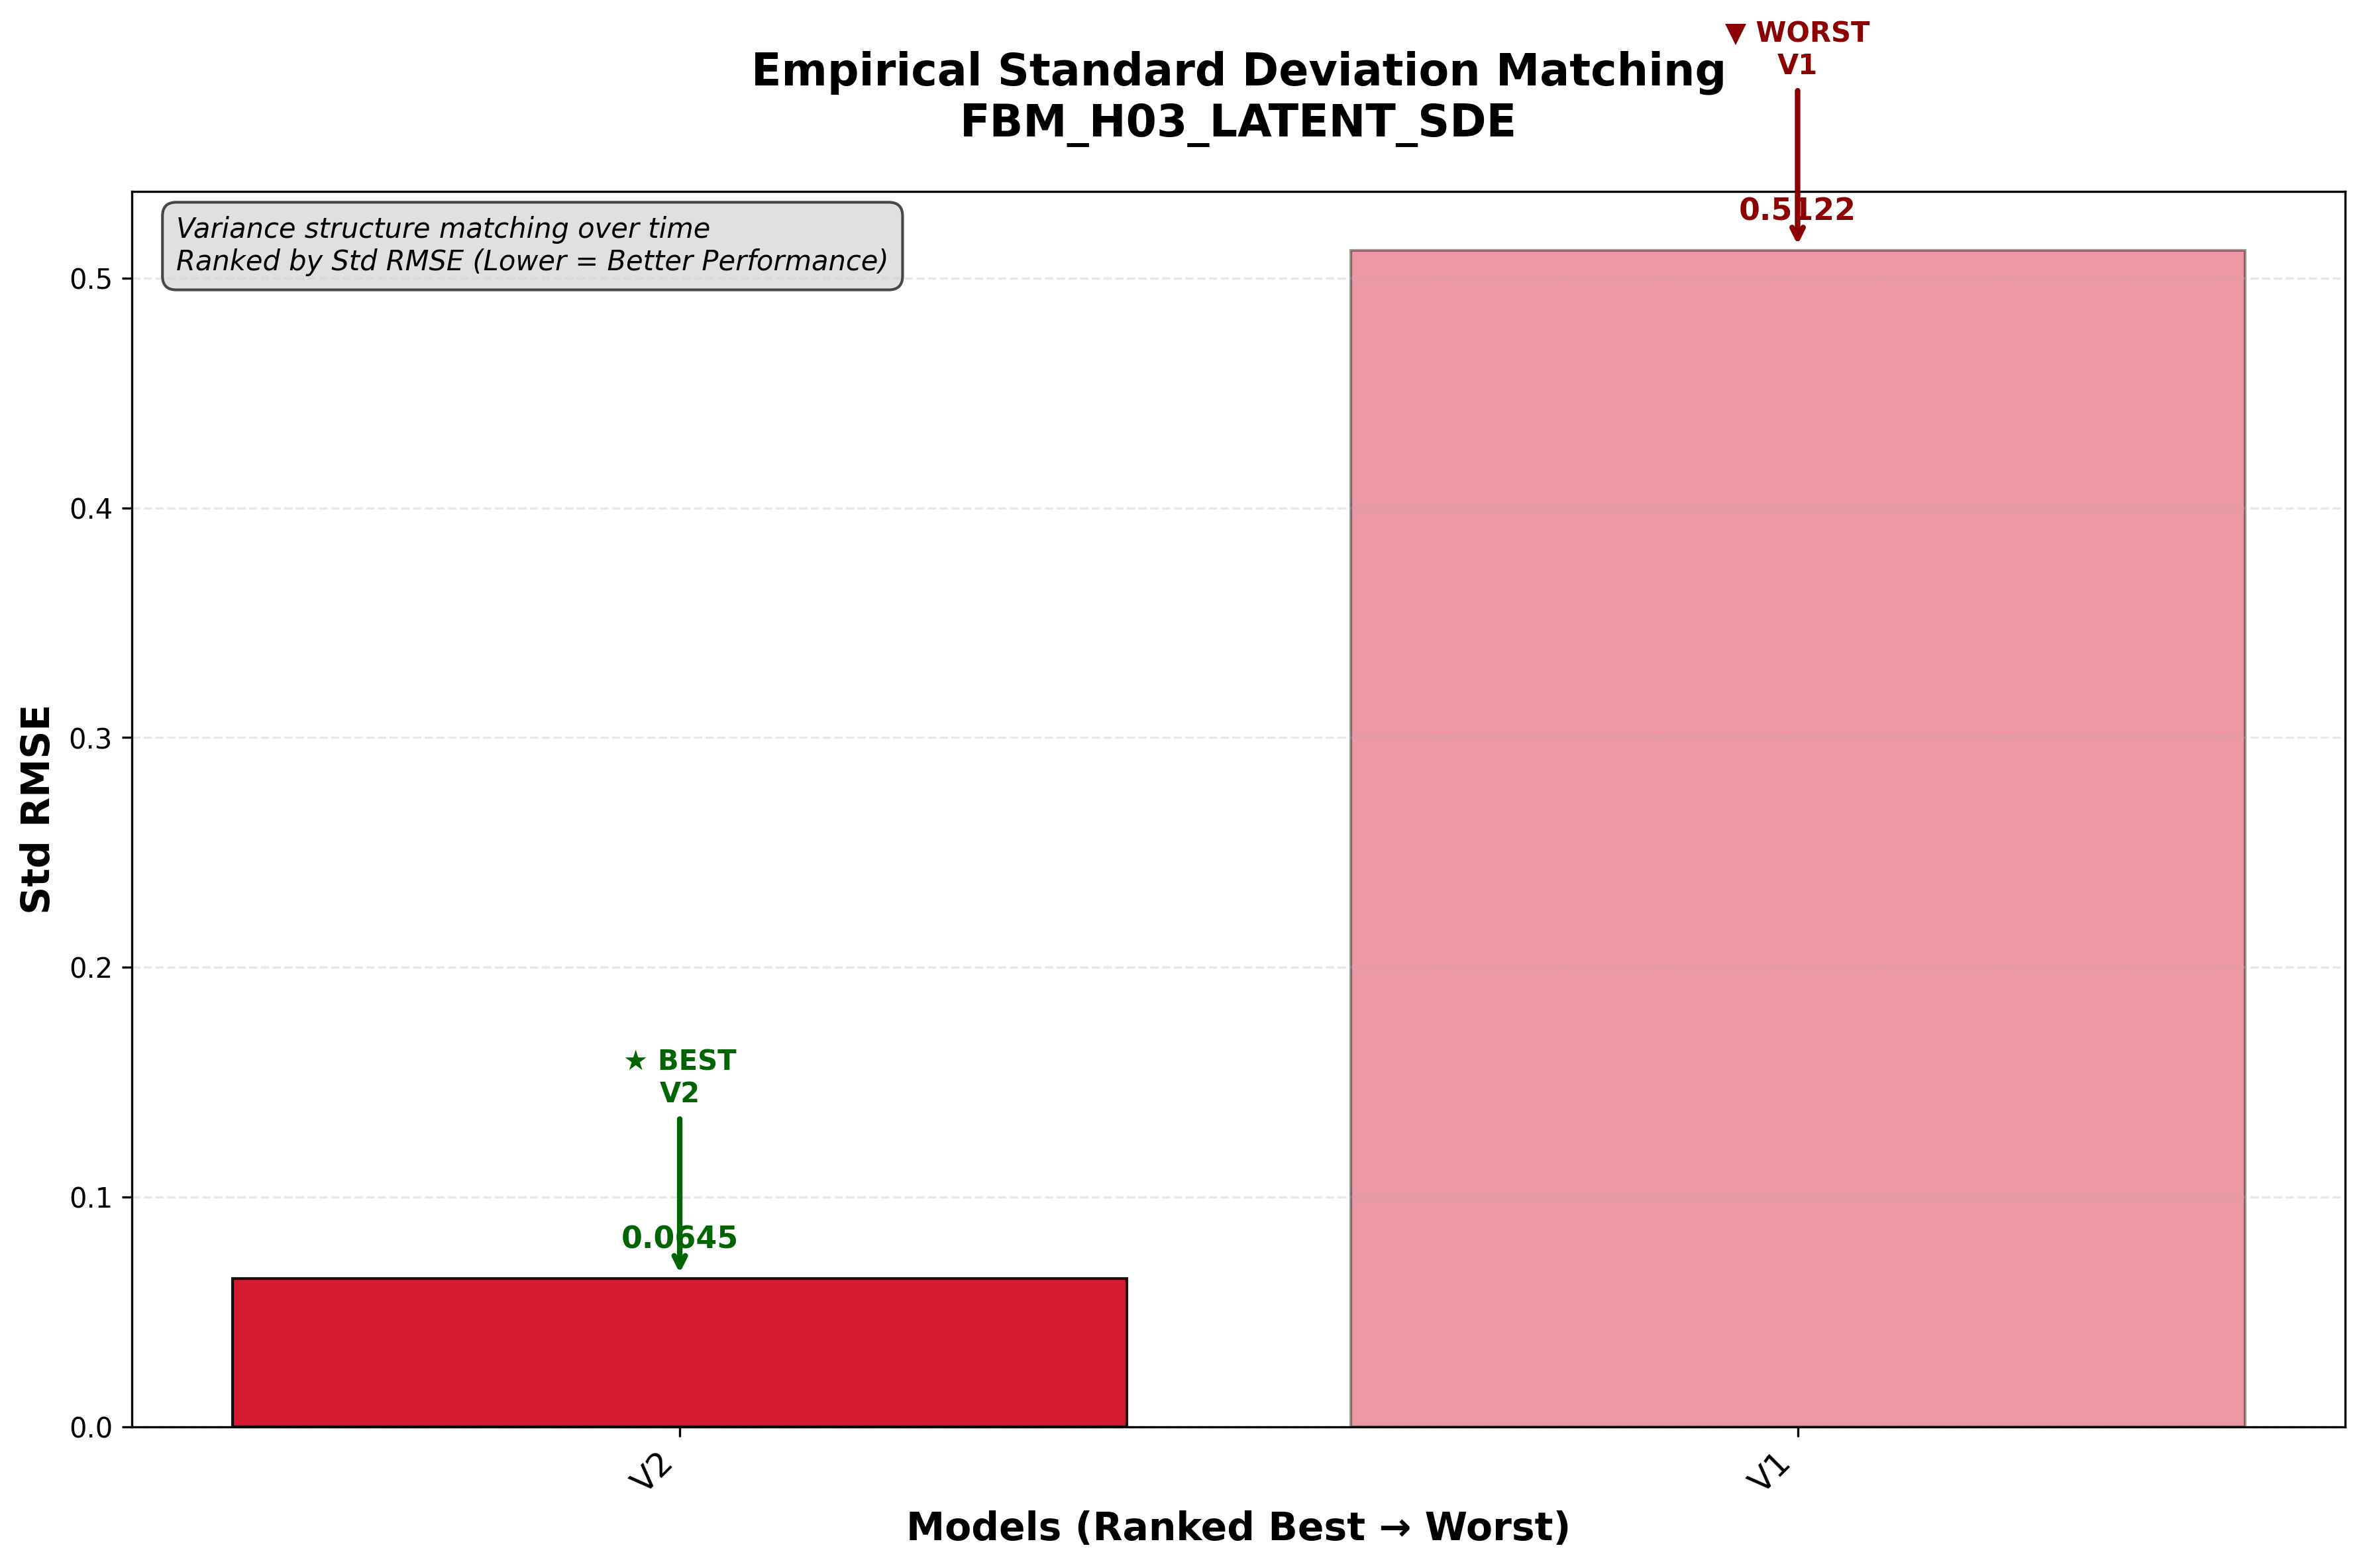 ▼ WORST
V1
Empirical Standard Deviation Matching
FBM_H03_LATENT_SDE
Variance structure matching over time
Ranked by Std RMSE (Lower = Better Performance)
0.5122
0.5
0.4
0.3
0.2
0.1
0.0
Std RMSE
★ BEST
V2
0.0645
V2
V1
Models (Ranked Best → Worst)